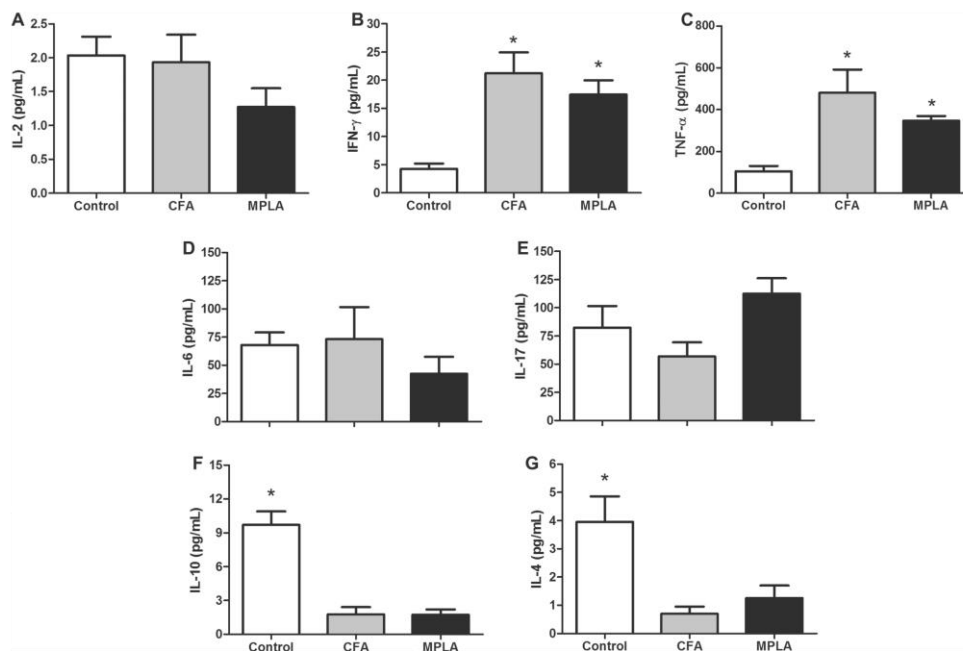 A
IL-2 (pg/mL)
2.5
2.0
1.5
1.0
0.5
0.0
Control CFA MPLA
B
IFN-γ (pg/mL)
30
25
20
15
10
5
0
*
*
Control CFA MPLA
C
TNF-α (pg/mL)
800
600
400
200
0
*
*
Control CFA MPLA
D
IL-6 (pg/mL)
150
125
100
75
50
25
0
E
IL-17 (pg/mL)
150
125
100
75
50
25
0
F
IL-10 (pg/mL)
15
12
9
6
3
0
*
Control CFA MPLA
G
IL-4 (pg/mL)
6
5
4
3
2
1
0
*
Control CFA MPLA